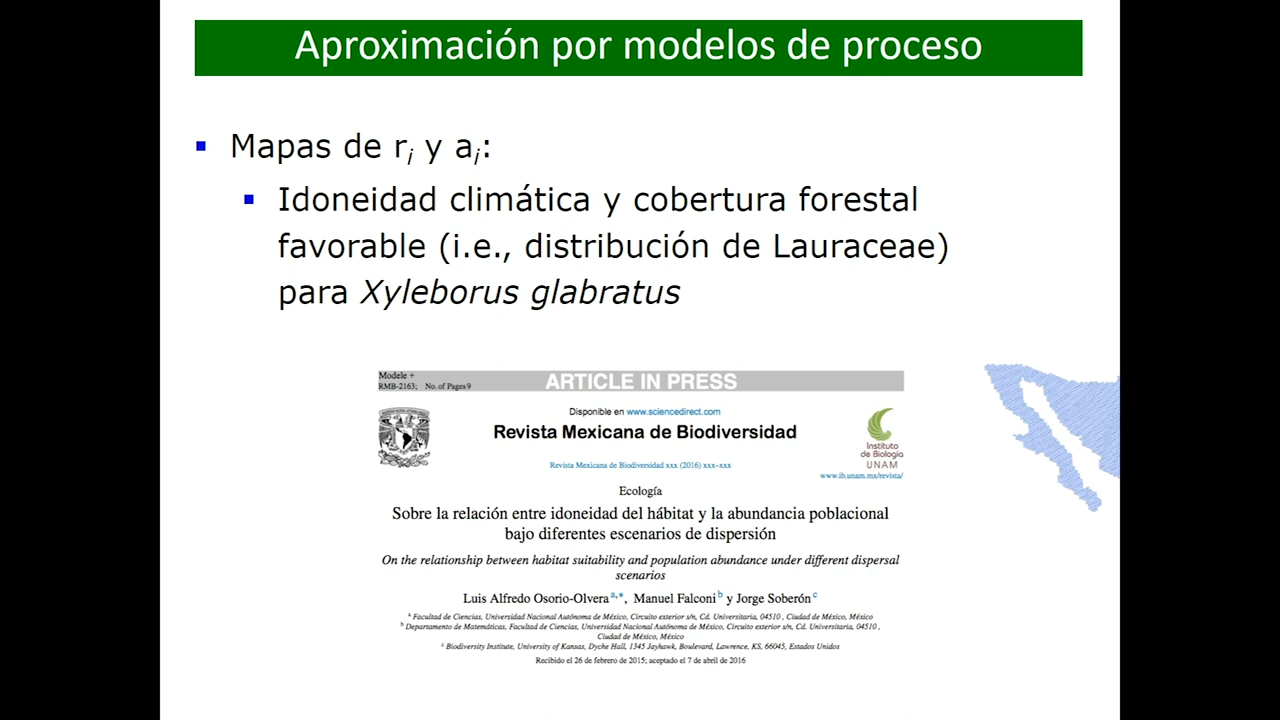 Aproximación por modelos de proceso
Mapas de ri y ai:
Idoneidad climática y cobertura forestal
favorable (i.e., distribución de Lauraceae)
para Xyleborus glabratus
Modele +
RMB-2163; No. of Pages 9
ARTICLE IN PRESS
Disponible en www.sciencedirect.com
Revista Mexicana de Biodiversidad
Revista Mexicana de Biodiversidad xxx (2016) xxx–xxx
Instituto
de Biología
UNAM
www.ib.unam.mx/revista/
Ecología
Sobre la relación entre idoneidad del hábitat y la abundancia poblacional
bajo diferentes escenarios de dispersión
On the relationship between habitat suitability and population abundance under different dispersal
scenarios
Luis Alfredo Osorio-Olvera a,*, Manuel Falconi b y Jorge Soberón c
a Facultad de Ciencias, Universidad Nacional Autónoma de México, Circuito exterior s/n, Cd. Universitaria, 04510, Ciudad de México, México
b Departamento de Matemáticas, Facultad de Ciencias, Universidad Nacional Autónoma de México, Circuito exterior s/n, Cd. Universitaria, 04510,
Ciudad de México, México
c Biodiversity Institute, University of Kansas, Dyche Hall, 1345 Jayhawk, Boulevard, Lawrence, KS, 66045, Estados Unidos
Recibido el 26 de febrero de 2015; aceptado el 7 de abril de 2016